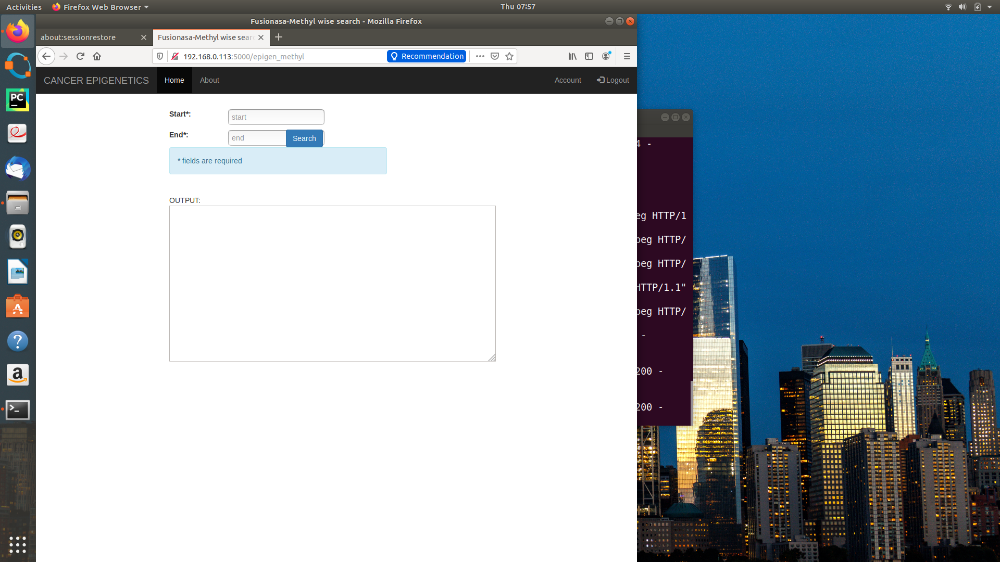 Activities
Firefox Web Browser
Thu 07:57
Fusionasa-Methyl wise search - Mozilla Firefox
about:sessionrestore
Fusionasa-Methyl wise searc
192.168.0.113:5000/epigen_methyl
Recommendation
CANCER EPIGENETICS
Home
About
Account
Logout
Start*:
start
End*:
end
Search
* fields are required
OUTPUT:
4 -
eg HTTP/1
peg HTTP/
peg HTTP/
HTTP/1.1"
peg HTTP/
-
200 -
200 -
PC
A
?
a
>_